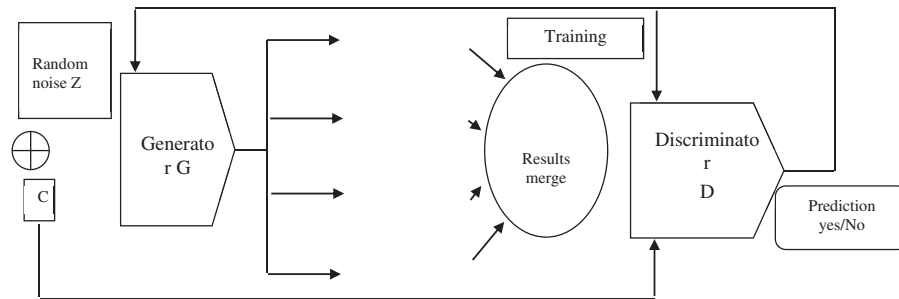 Random
noise Z
C
Generato
r G
Training
Results
merge
Discriminato
r
D
Prediction
yes/No